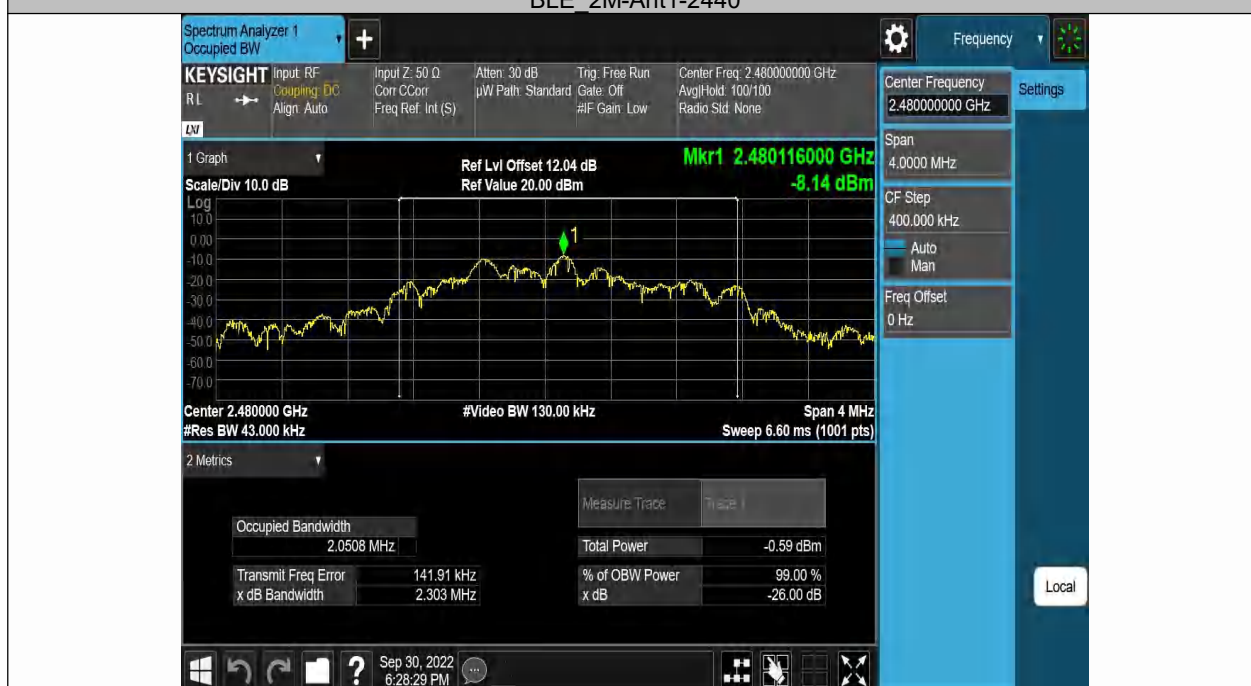 BLE_2M-Ant1-2440
Spectrum Analyzer 1
Occupied BW
Frequency
KEYSIGHT
RL
LXI
Input: RF
Coupling: DC
Align: Auto
Input Z: 50 Ω
Corr CCorr
Freq Ref: Int (S)
Atten: 30 dB
µW Path: Standard
Trig: Free Run
Gate: Off
#IF Gain: Low
Center Freq: 2.480000000 GHz
Avg|Hold: 100/100
Radio Std: None
Center Frequency
2.480000000 GHz
Settings
Span
4.0000 MHz
CF Step
400.000 kHz
Auto
Man
Freq Offset
0 Hz
Local
1 Graph
Scale/Div 10.0 dB
Ref Lvl Offset 12.04 dB
Ref Value 20.00 dBm
Mkr1 2.480116000 GHz
-8.14 dBm
Log
10.0
0.00
-10.0
-20.0
-30.0
-40.0
-50.0
-60.0
-70.0
1
Center 2.480000 GHz
#Video BW 130.00 kHz
Span 4 MHz
#Res BW 43.000 kHz
Sweep 6.60 ms (1001 pts)
2 Metrics
Measure Trace
Trace 1
Occupied Bandwidth
2.0508 MHz
Total Power
-0.59 dBm
Transmit Freq Error
141.91 kHz
% of OBW Power
99.00 %
x dB Bandwidth
2.303 MHz
x dB
-26.00 dB
?
Sep 30, 2022
6:28:29 PM